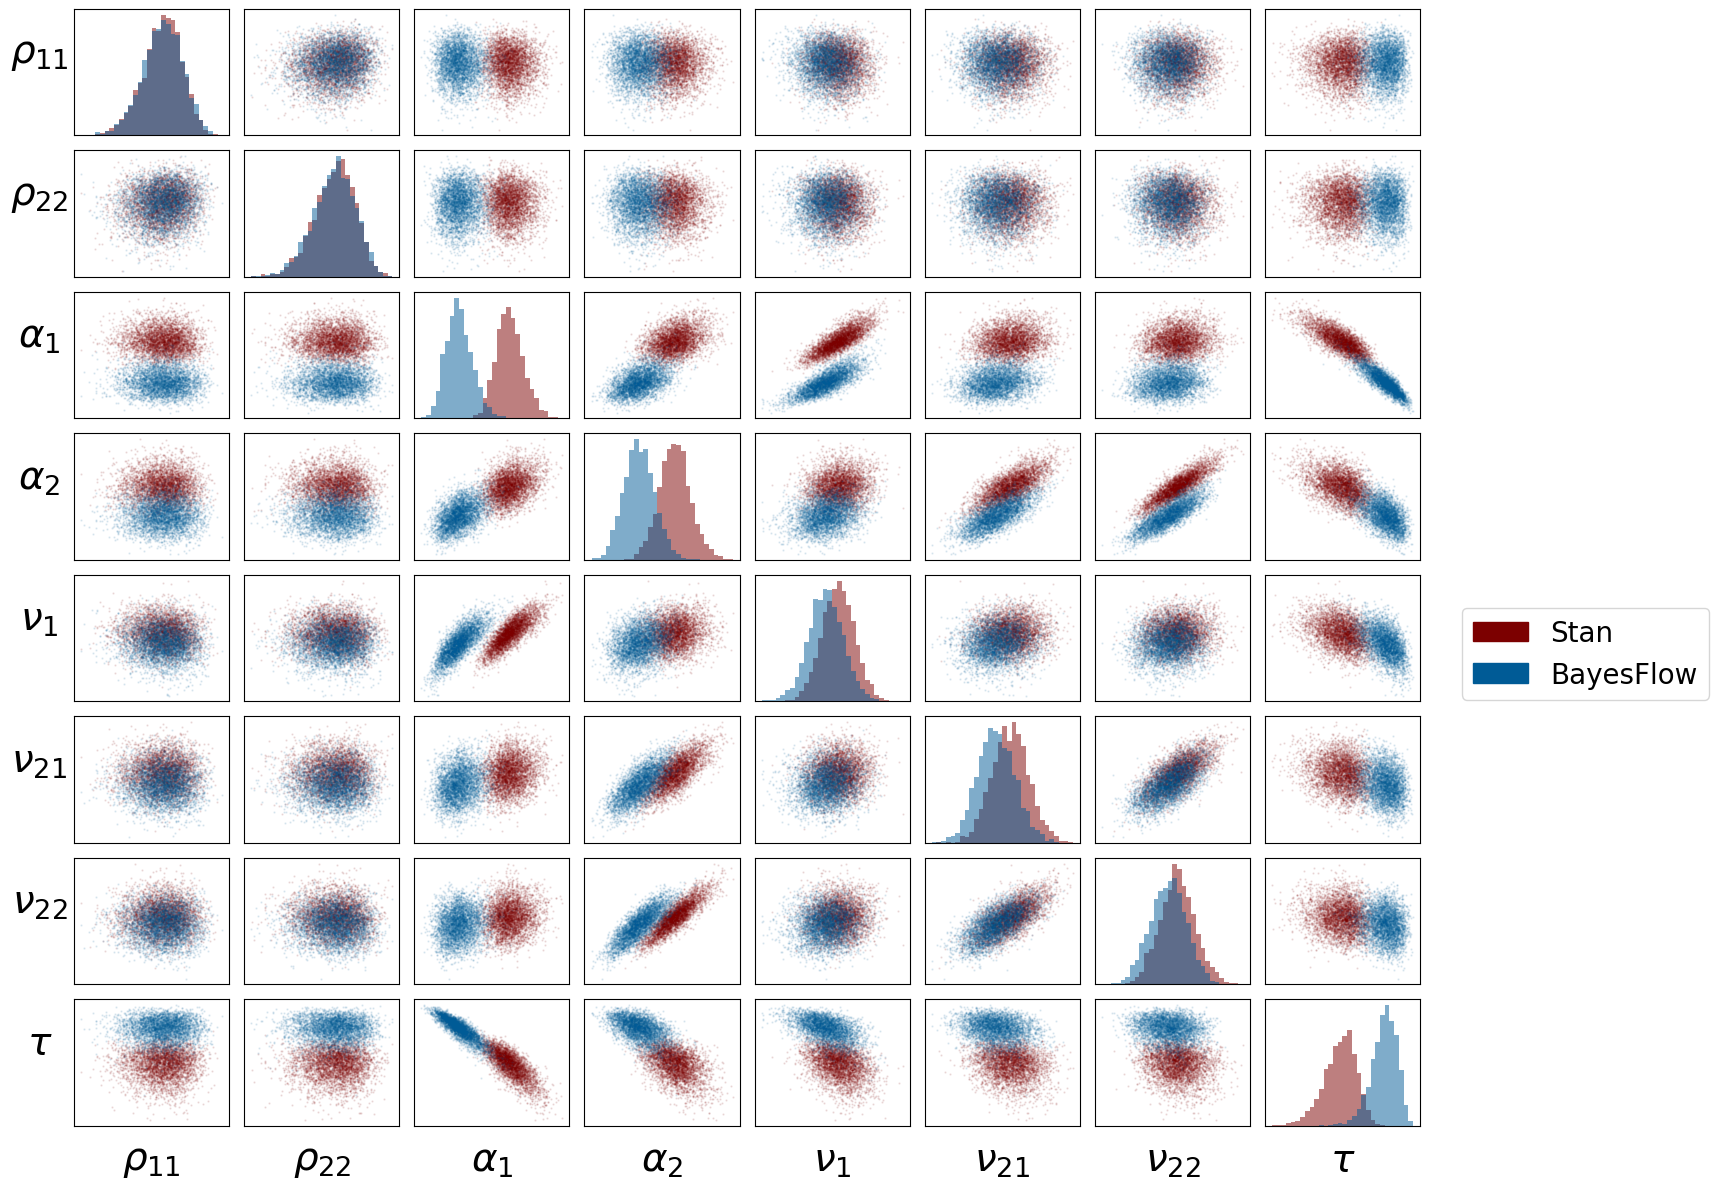 ρ₁₁
ρ₂₂
α₁
α₂
ν₁
Stan
BayesFlow
ν₂₁
ν₂₂
τ
ρ₁₁ ρ₂₂ α₁ α₂ ν₁ ν₂₁ ν₂₂ τ